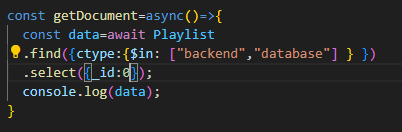 const getDocument=async()=>{
const data=await Playlist
.find({ctype:{$in: ["backend","database"] } })
.select({_id:0});
console.log(data);
}